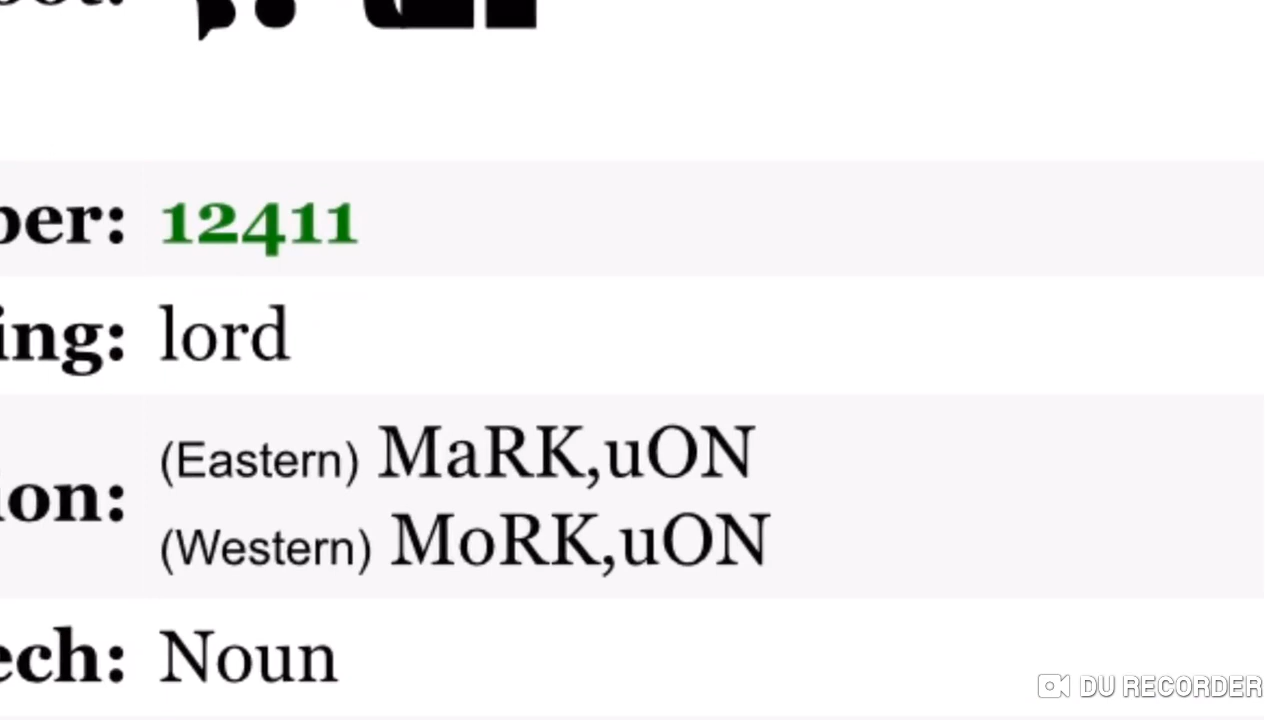 ber: 12411
ing: lord
ion: (Eastern) MaRK,uON
(Western) MoRK,uON
ech: Noun
DU RECORDER